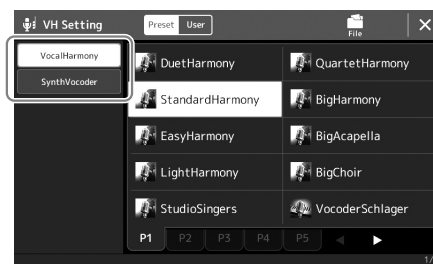 VH Setting
Preset User
File
VocalHarmony
SynthVocoder
DuetHarmony QuartetHarmony
StandardHarmony BigHarmony
EasyHarmony BigAcapella
LightHarmony BigChoir
StudioSingers VocoderSchlager
P1 P2 P3 P4 P5
1/